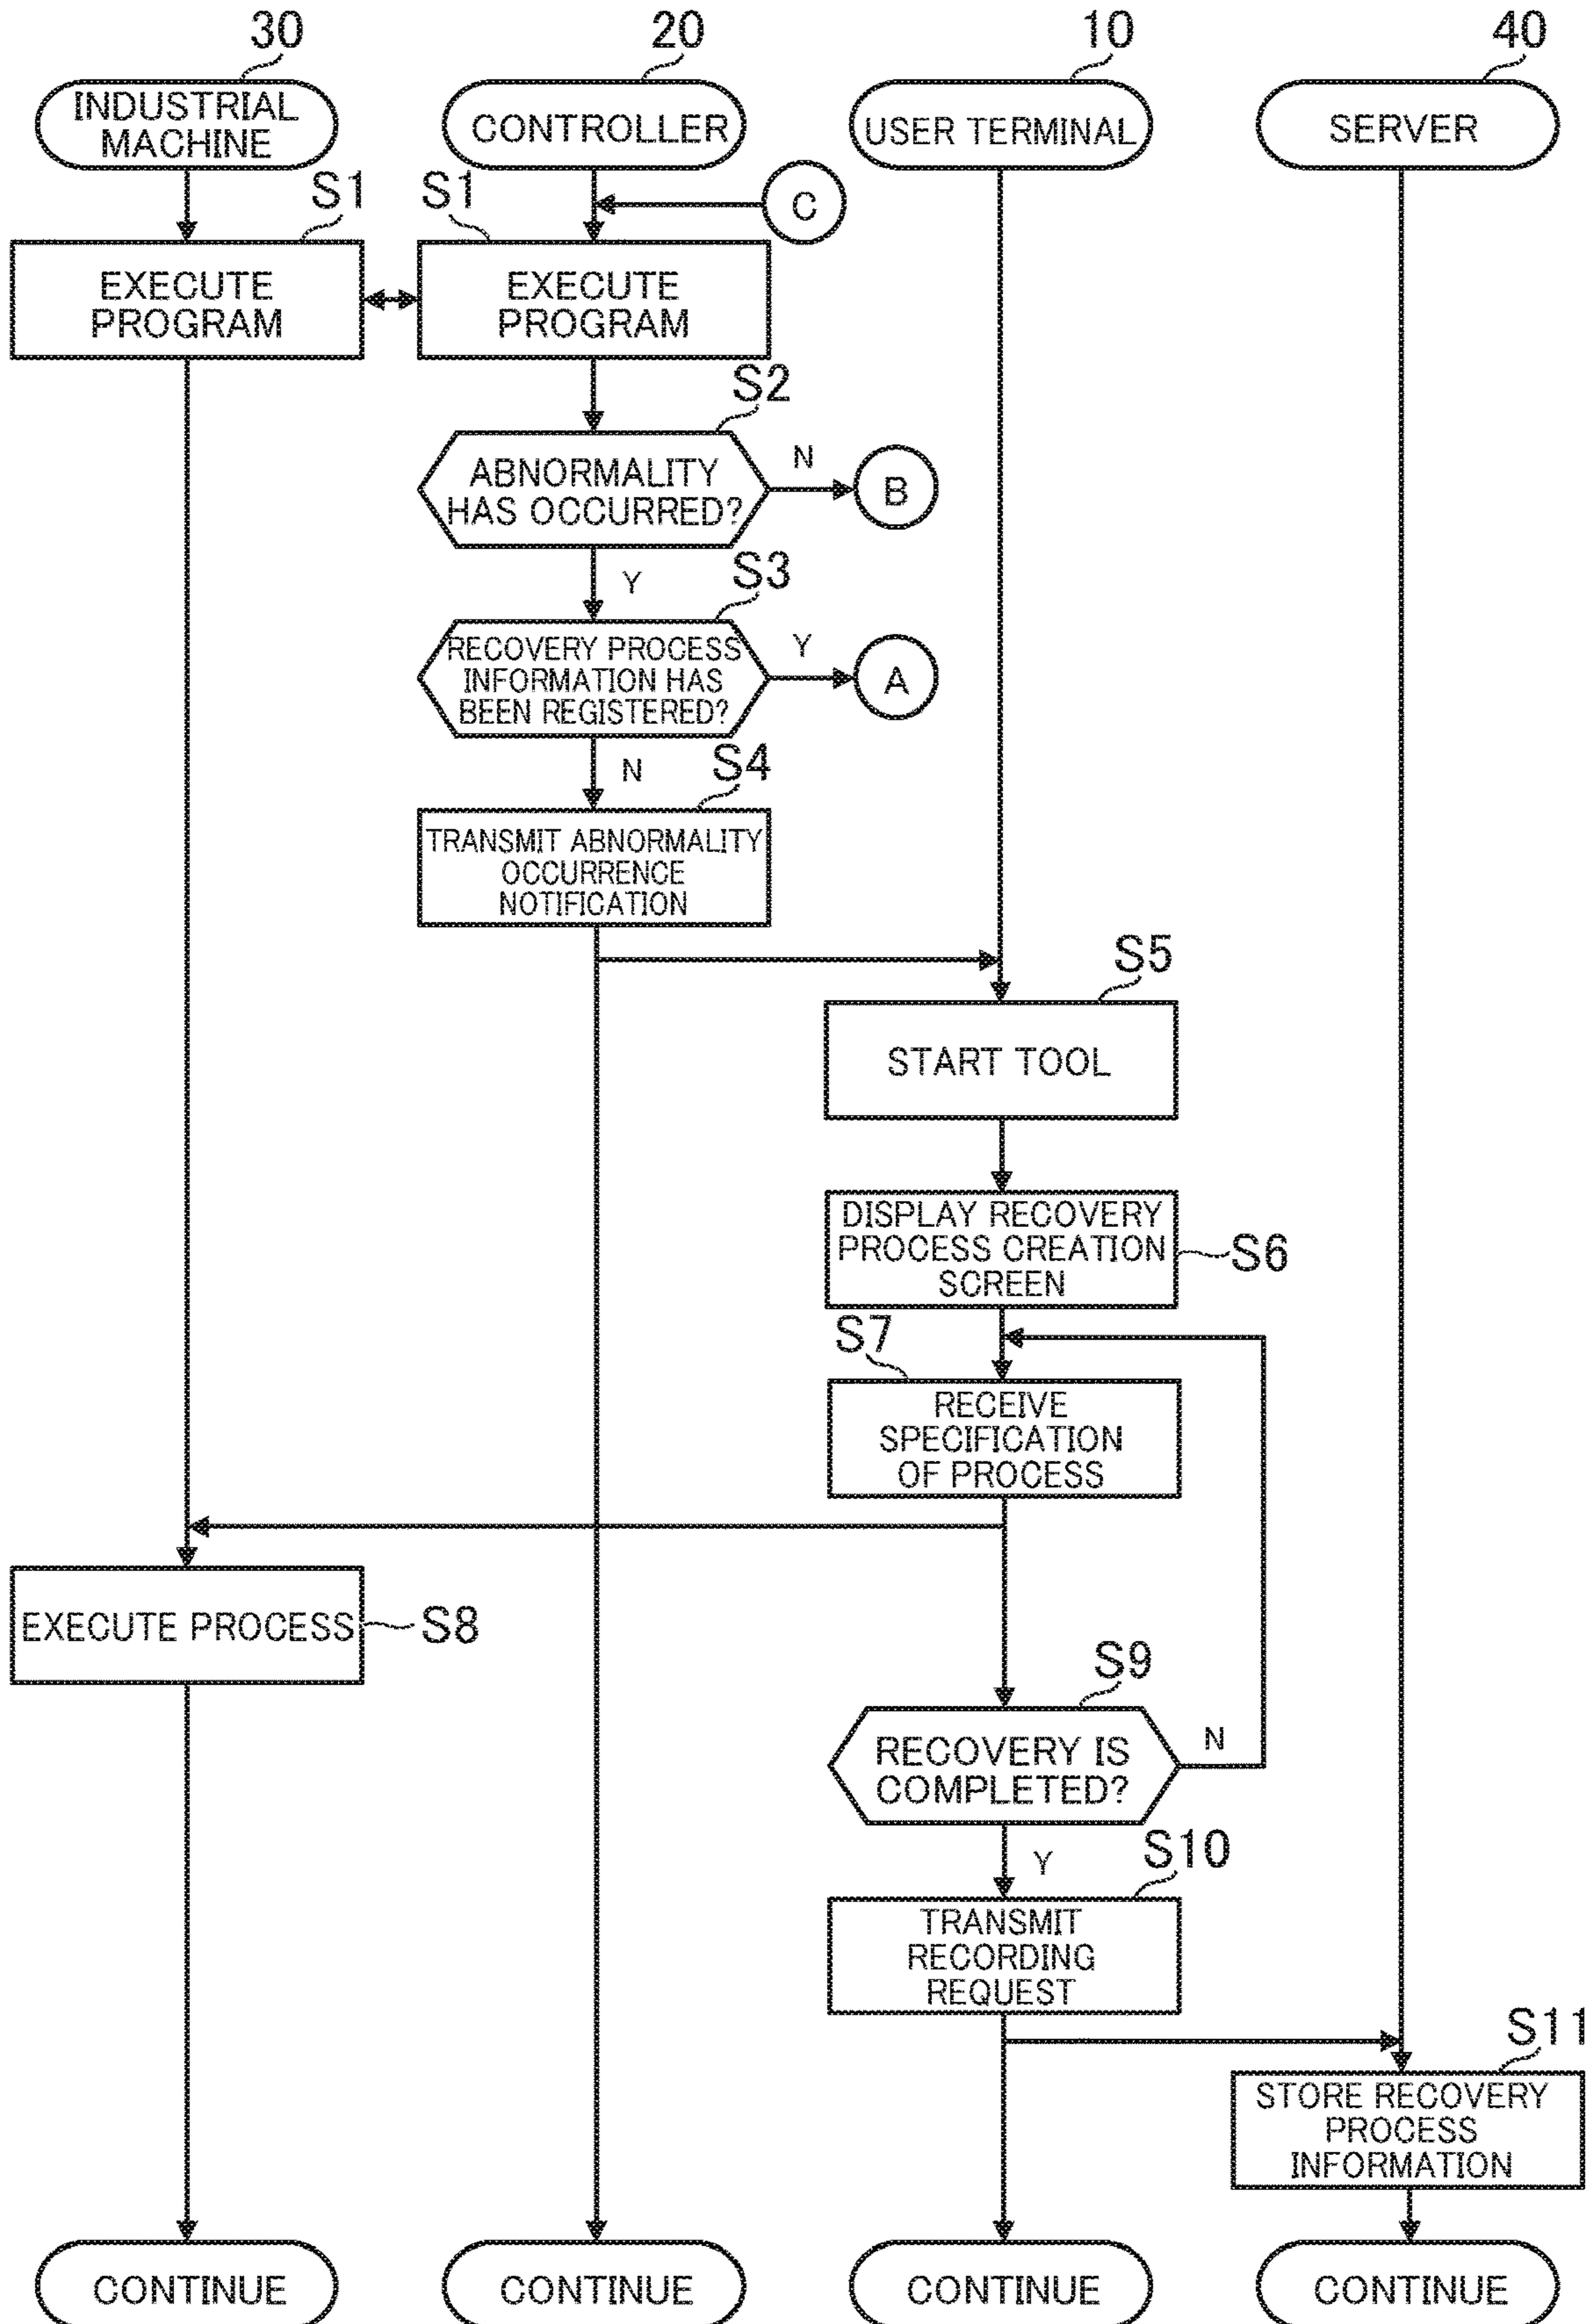 30
20
10
40
INDUSTRIAL
MACHINE
CONTROLLER
USER TERMINAL
SERVER
S1
S1
C
EXECUTE
PROGRAM
EXECUTE
PROGRAM
S2
ABNORMALITY
HAS OCCURRED?
N
B
Y
S3
RECOVERY PROCESS
INFORMATION HAS
BEEN REGISTERED?
Y
A
N
S4
TRANSMIT ABNORMALITY
OCCURRENCE
NOTIFICATION
S5
START TOOL
DISPLAY RECOVERY
PROCESS CREATION
SCREEN
S6
S7
RECEIVE
SPECIFICATION
OF PROCESS
EXECUTE PROCESS
S8
S9
RECOVERY IS
COMPLETED?
N
Y
S10
TRANSMIT
RECORDING
REQUEST
S11
STORE RECOVERY
PROCESS
INFORMATION
CONTINUE
CONTINUE
CONTINUE
CONTINUE